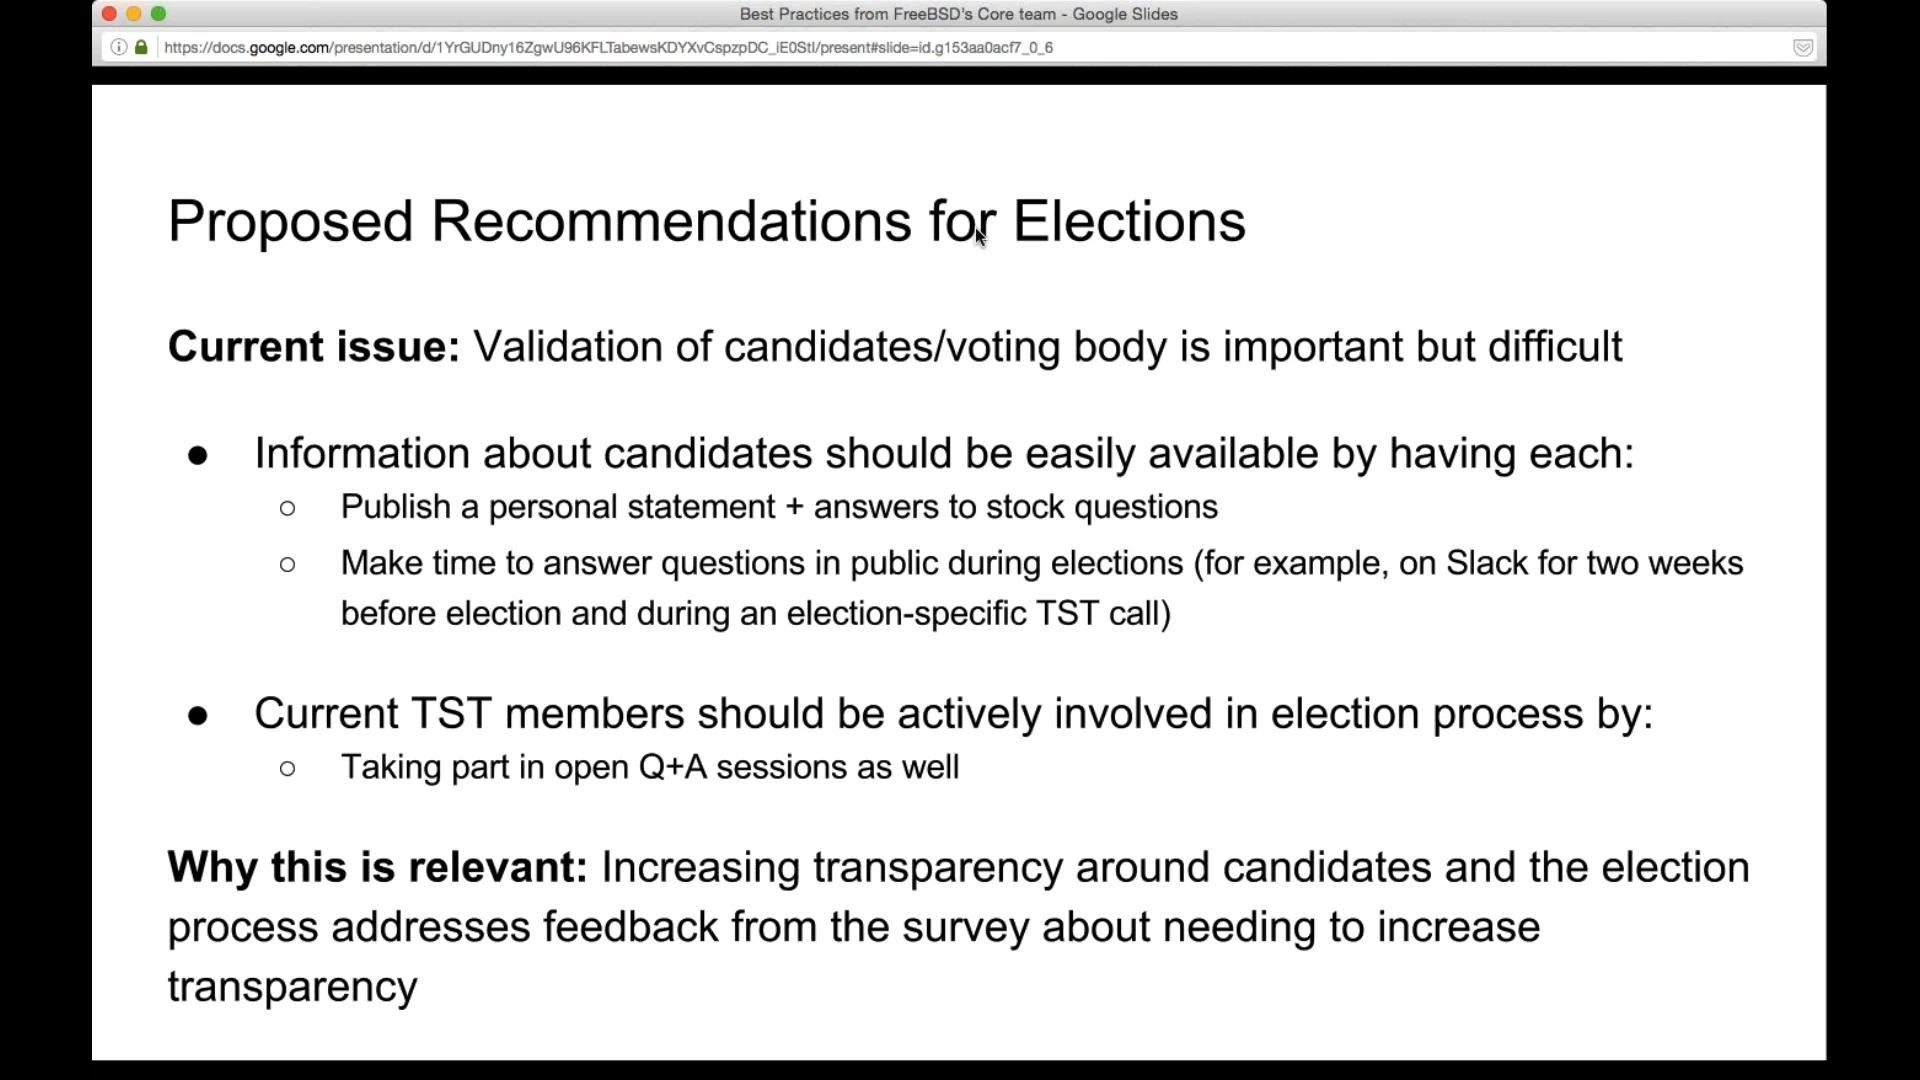 Best Practices from FreeBSD's Core team - Google Slides
https://docs.google.com/presentation/d/1YrGUDny16ZgwU96KFLTabewsKDYXvCspzpDC_iE0StI/present#slide=id.g153aa0acf7_0_6
Proposed Recommendations for Elections
Current issue: Validation of candidates/voting body is important but difficult
● Information about candidates should be easily available by having each:
○ Publish a personal statement + answers to stock questions
○ Make time to answer questions in public during elections (for example, on Slack for two weeks
before election and during an election-specific TST call)
● Current TST members should be actively involved in election process by:
○ Taking part in open Q+A sessions as well
Why this is relevant: Increasing transparency around candidates and the election
process addresses feedback from the survey about needing to increase
transparency